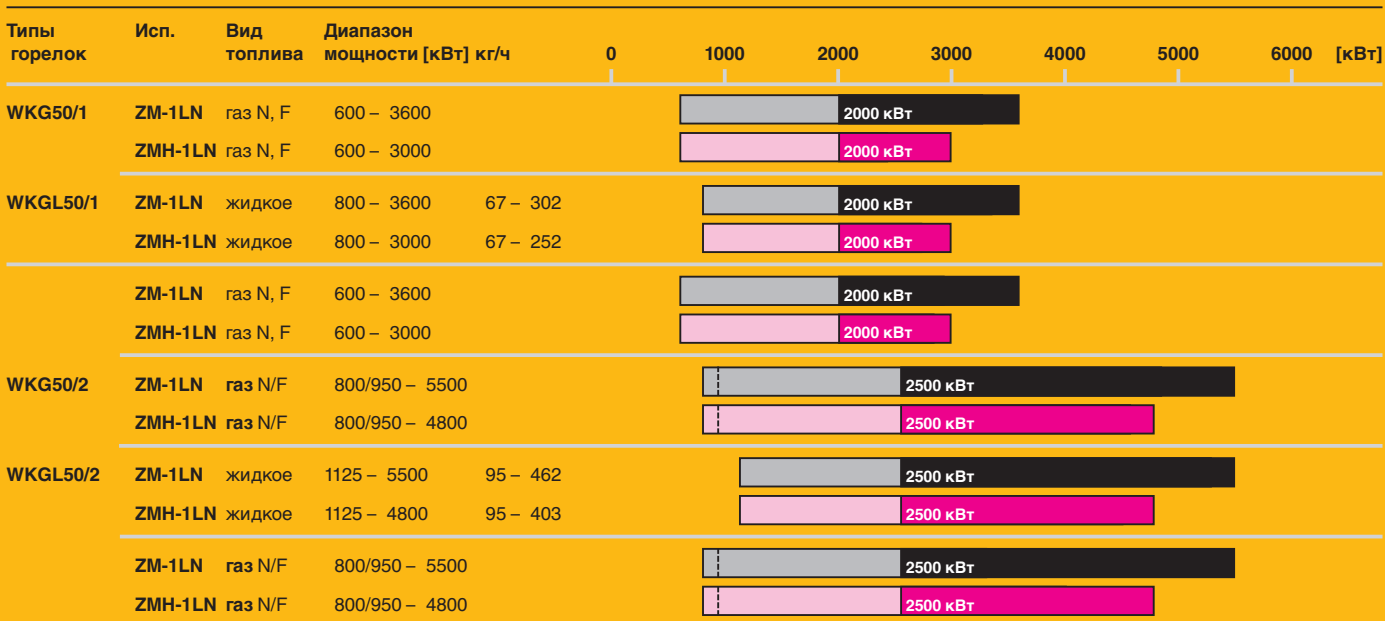 Типы Исп. Вид Диапазон
горелок топлива мощности [кВт] кг/ч 0 1000 2000 3000 4000 5000 6000 [кВт]
WKG50/1 ZM-1LN газ N, F 600 – 3600 2000 кВт
ZMH-1LN газ N, F 600 – 3000 2000 кВт
WKGL50/1 ZM-1LN жидкое 800 – 3600 67 – 302 2000 кВт
ZMH-1LN жидкое 800 – 3000 67 – 252 2000 кВт
ZM-1LN газ N, F 600 – 3600 2000 кВт
ZMH-1LN газ N, F 600 – 3000 2000 кВт
WKG50/2 ZM-1LN газ N/F 800/950 – 5500 2500 кВт
ZMH-1LN газ N/F 800/950 – 4800 2500 кВт
WKGL50/2 ZM-1LN жидкое 1125 – 5500 95 – 462 2500 кВт
ZMH-1LN жидкое 1125 – 4800 95 – 403 2500 кВт
ZM-1LN газ N/F 800/950 – 5500 2500 кВт
ZMH-1LN газ N/F 800/950 – 4800 2500 кВт